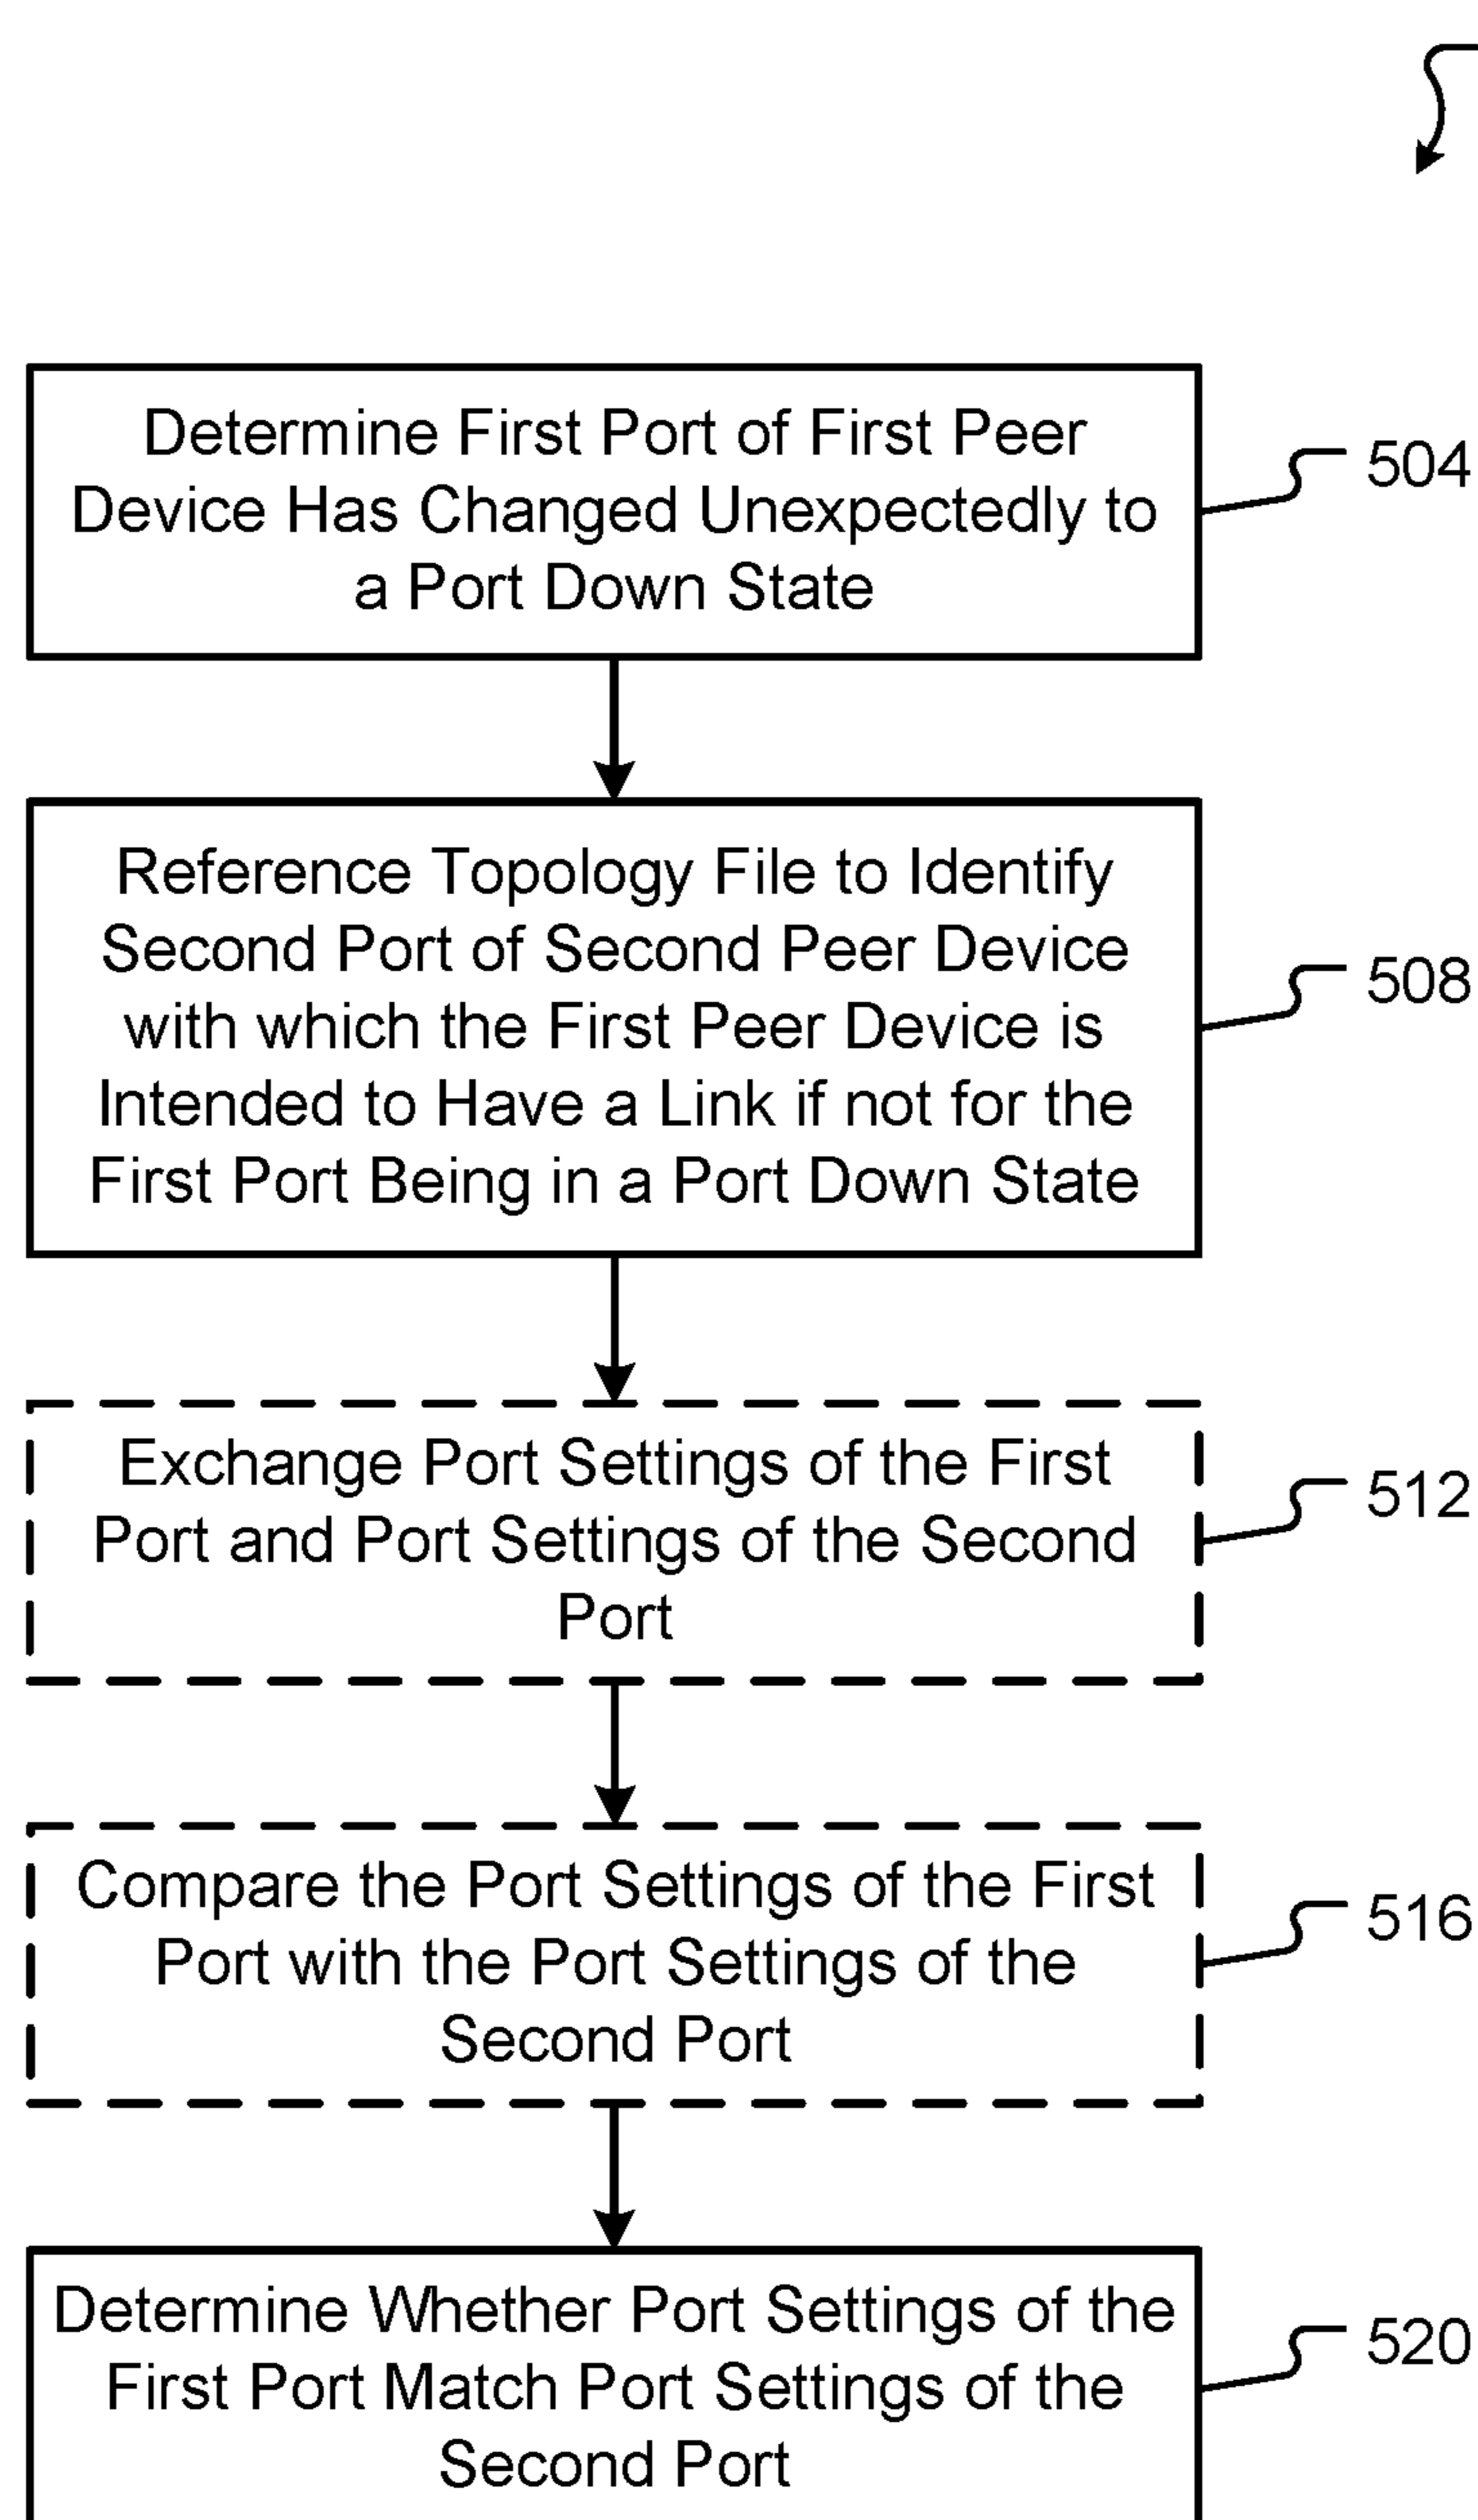 Determine First Port of First Peer
Device Has Changed Unexpectedly to
a Port Down State
504
Reference Topology File to Identify
Second Port of Second Peer Device
with which the First Peer Device is
Intended to Have a Link if not for the
First Port Being in a Port Down State
508
Exchange Port Settings of the First
Port and Port Settings of the Second
Port
512
Compare the Port Settings of the First
Port with the Port Settings of the
Second Port
516
Determine Whether Port Settings of the
First Port Match Port Settings of the
Second Port
520